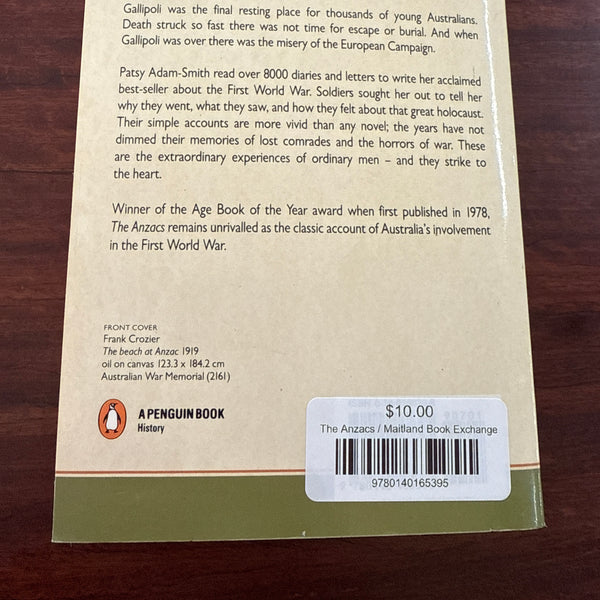 Gallipoli was the final resting place for thousands of young Australians.
Death struck so fast there was not time for escape or burial. And when
Gallipoli was over there was the misery of the European Campaign.
Patsy Adam-Smith read over 8000 diaries and letters to write her acclaimed
best-seller about the First World War. Soldiers sought her out to tell her
why they went, what they saw, and how they felt about that great holocaust.
Their simple accounts are more vivid than any novel; the years have not
dimmed their memories of lost comrades and the horrors of war. These
are the extraordinary experiences of ordinary men – and they strike to
the heart.
Winner of the Age Book of the Year award when first published in 1978,
The Anzacs remains unrivalled as the classic account of Australia's involvement
in the First World War.
FRONT COVER
Frank Crozier
The beach at Anzac 1919
oil on canvas 123.3 x 184.2 cm
Australian War Memorial (2161)
A PENGUIN BOOK
History
$10.00
The Anzacs / Maitland Book Exchange
9780140165395